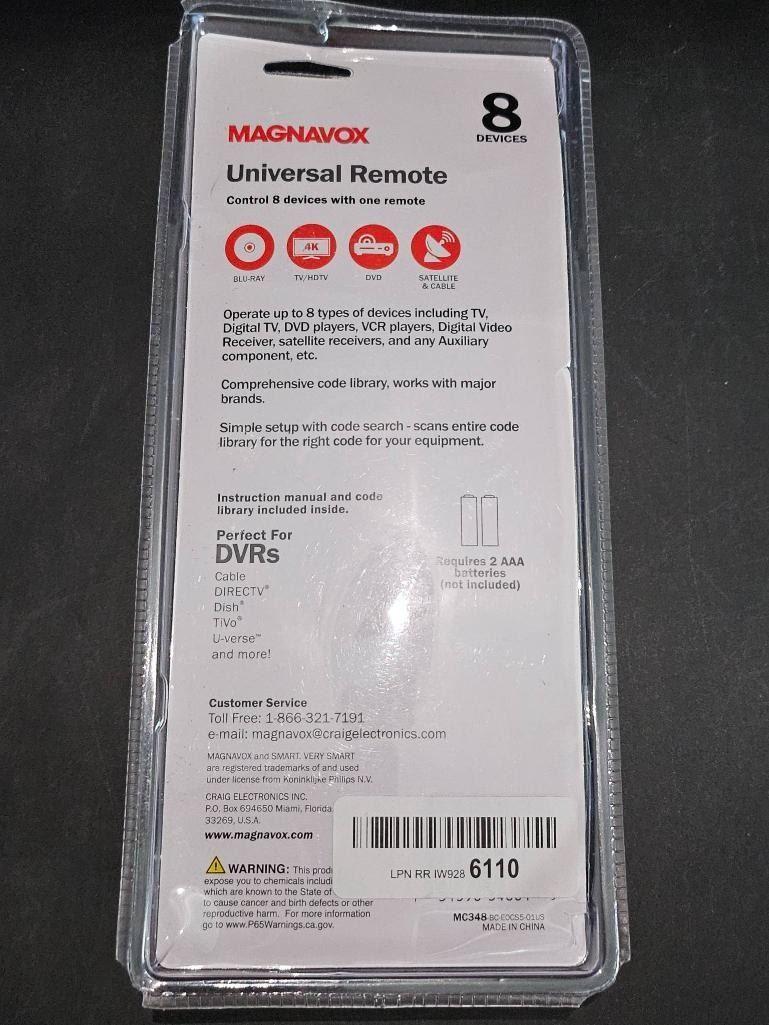 MAGNAVOX
8
DEVICES
Universal Remote
Control 8 devices with one remote
4K
BLU-RAY
TV/HDTV
DVD
SATELLITE
& CABLE
Operate up to 8 types of devices including TV,
Digital TV, DVD players, VCR players, Digital Video
Receiver, satellite receivers, and any Auxiliary
component, etc.
Comprehensive code library, works with major
brands.
Simple setup with code search - scans entire code
library for the right code for your equipment.
Instruction manual and code
library included inside.
Perfect For
DVRs
Cable
DIRECTV®
Dish®
TiVo®
U-verse™
and more!
Requires 2 AAA
batteries
(not included)
Customer Service
Toll Free: 1-866-321-7191
e-mail: magnavox@craigelectronics.com
MAGNAVOX and SMART. VERY SMART
are registered trademarks of and used
under license from Koninklijke Philips N.V.
CRAIG ELECTRONICS INC.
P.O. Box 694650 Miami, Florida
33269, U.S.A.
www.magnavox.com
LPN RR IW928 6110
WARNING: This
expose you to chemicals
which are known to the State of
to cause cancer and birth defects or other
reproductive harm. For more information
go to www.P65Warnings.ca.gov.
MC348-BC-E0CS5-01US
MADE IN CHINA